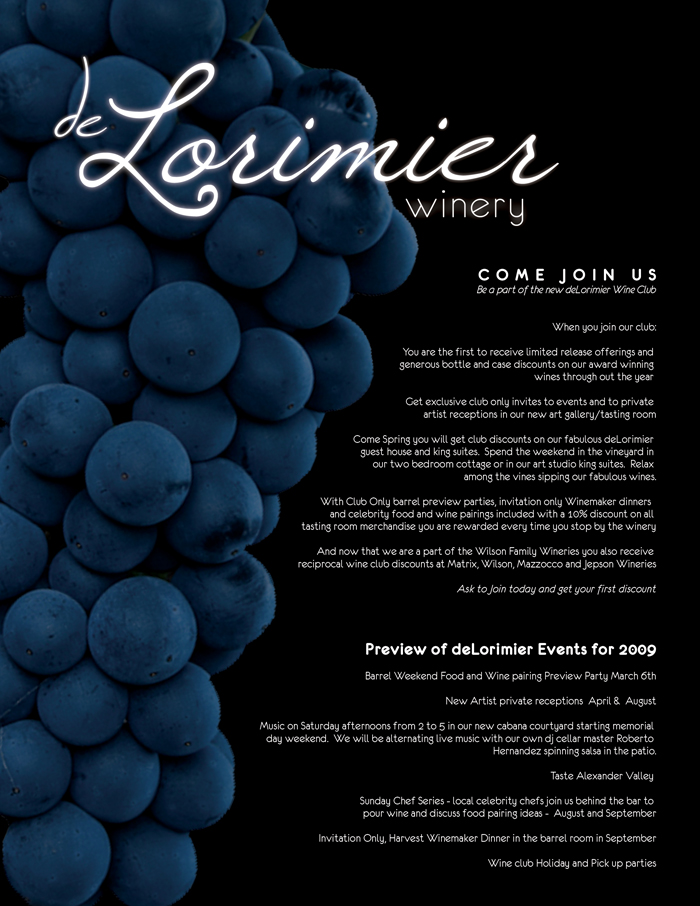 de Lorimier
winery
COME JOIN US
Be a part of the new deLorimier Wine Club
When you join our club:
You are the first to receive limited release offerings and
generous bottle and case discounts on our award winning
wines through out the year
Get exclusive club only invites to events and to private
artist receptions in our new art gallery/tasting room
Come Spring you will get club discounts on our fabulous deLorimier
guest house and king suites. Spend the weekend in the vineyard in
our two bedroom cottage or in our art studio king suites. Relax
among the vines sipping our fabulous wines.
With Club Only barrel preview parties, invitation only Winemaker dinners
and celebrity food and wine pairings included with a 10% discount on all
tasting room merchandise you are rewarded every time you stop by the winery
And now that we are a part of the Wilson Family Wineries you also receive
reciprocal wine club discounts at Matrix, Wilson, Mazzocco and Jepson Wineries
Ask to Join today and get your first discount
Preview of deLorimier Events for 2009
Barrel Weekend Food and Wine pairing Preview Party March 6th
New Artist private receptions April & August
Music on Saturday afternoons from 2 to 5 in our new cabana courtyard starting memorial
day weekend. We will be alternating live music with our own dj cellar master Roberto
Hernandez spinning salsa in the patio.
Taste Alexander Valley
Sunday Chef Series - local celebrity chefs join us behind the bar to
pour wine and discuss food pairing ideas - August and September
Invitation Only, Harvest Winemaker Dinner in the barrel room in September
Wine club Holiday and Pick up parties